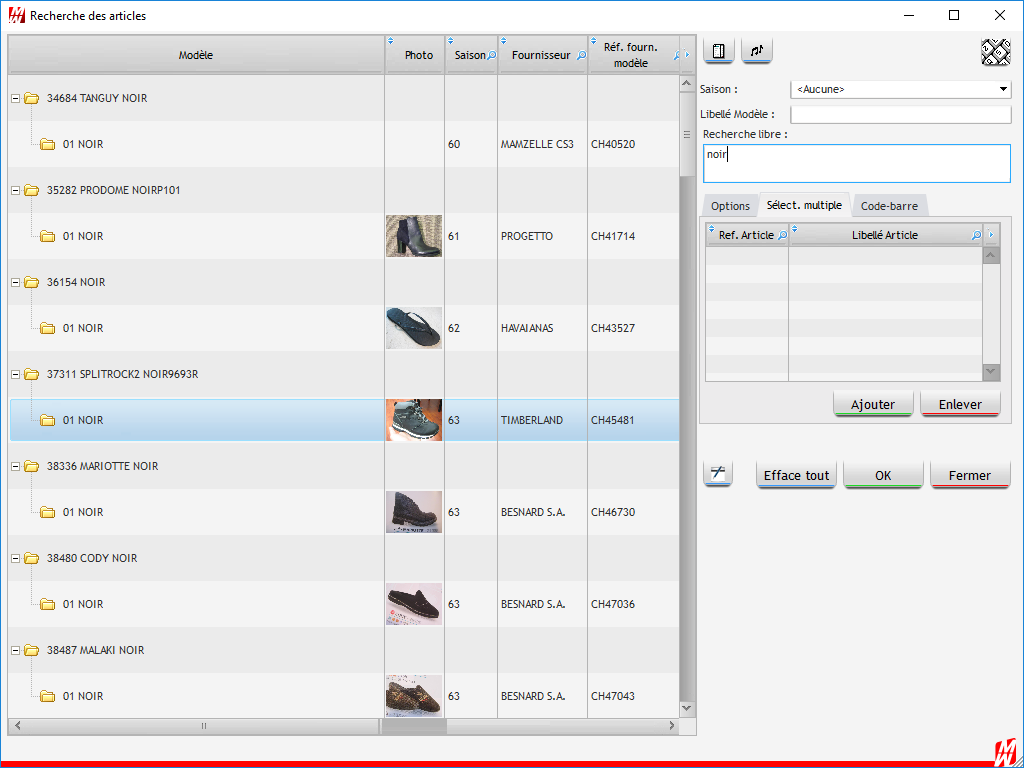 Recherche des articles
Modèle Photo Saison Fournisseur Réf. fourn. modèle
34684 TANGUY NOIR
01 NOIR 60 MAMZELLE CS3 CH40520
35282 PRODOME NOIRP101
01 NOIR 61 PROGETTO CH41714
36154 NOIR
01 NOIR 62 HAVAIANAS CH43527
37311 SPLITROCK2 NOIR9693R
01 NOIR 63 TIMBERLAND CH45481
38336 MARIOTTE NOIR
01 NOIR 63 BESNARD S.A. CH46730
38480 CODY NOIR
01 NOIR 63 BESNARD S.A. CH47036
38487 MALAKI NOIR
01 NOIR 63 BESNARD S.A. CH47043
Saison : <Aucune>
Libellé Modèle :
Recherche libre :
noir
Options Sélect. multiple Code-barre
Ref. Article Libellé Article
Ajouter Enlever
Efface tout OK Fermer